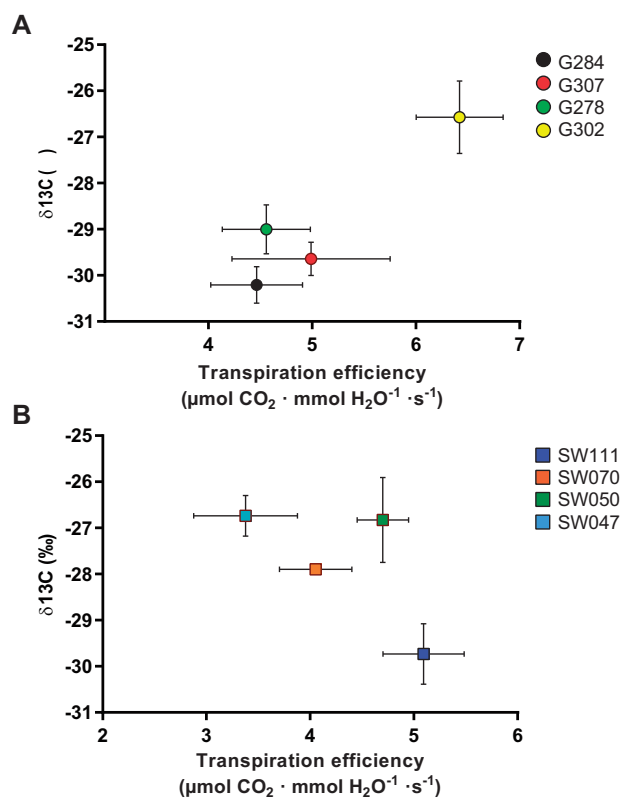 A
-25
-26
-27
-28
-29
-30
-31
δ13C ( )
4 5 6 7
Transpiration efficiency
(µmol CO₂ · mmol H₂O⁻¹ ·s⁻¹)
G284
G307
G278
G302
B
-25
-26
-27
-28
-29
-30
-31
δ13C (‰)
2 3 4 5 6
Transpiration efficiency
(µmol CO₂ · mmol H₂O⁻¹ ·s⁻¹)
SW111
SW070
SW050
SW047